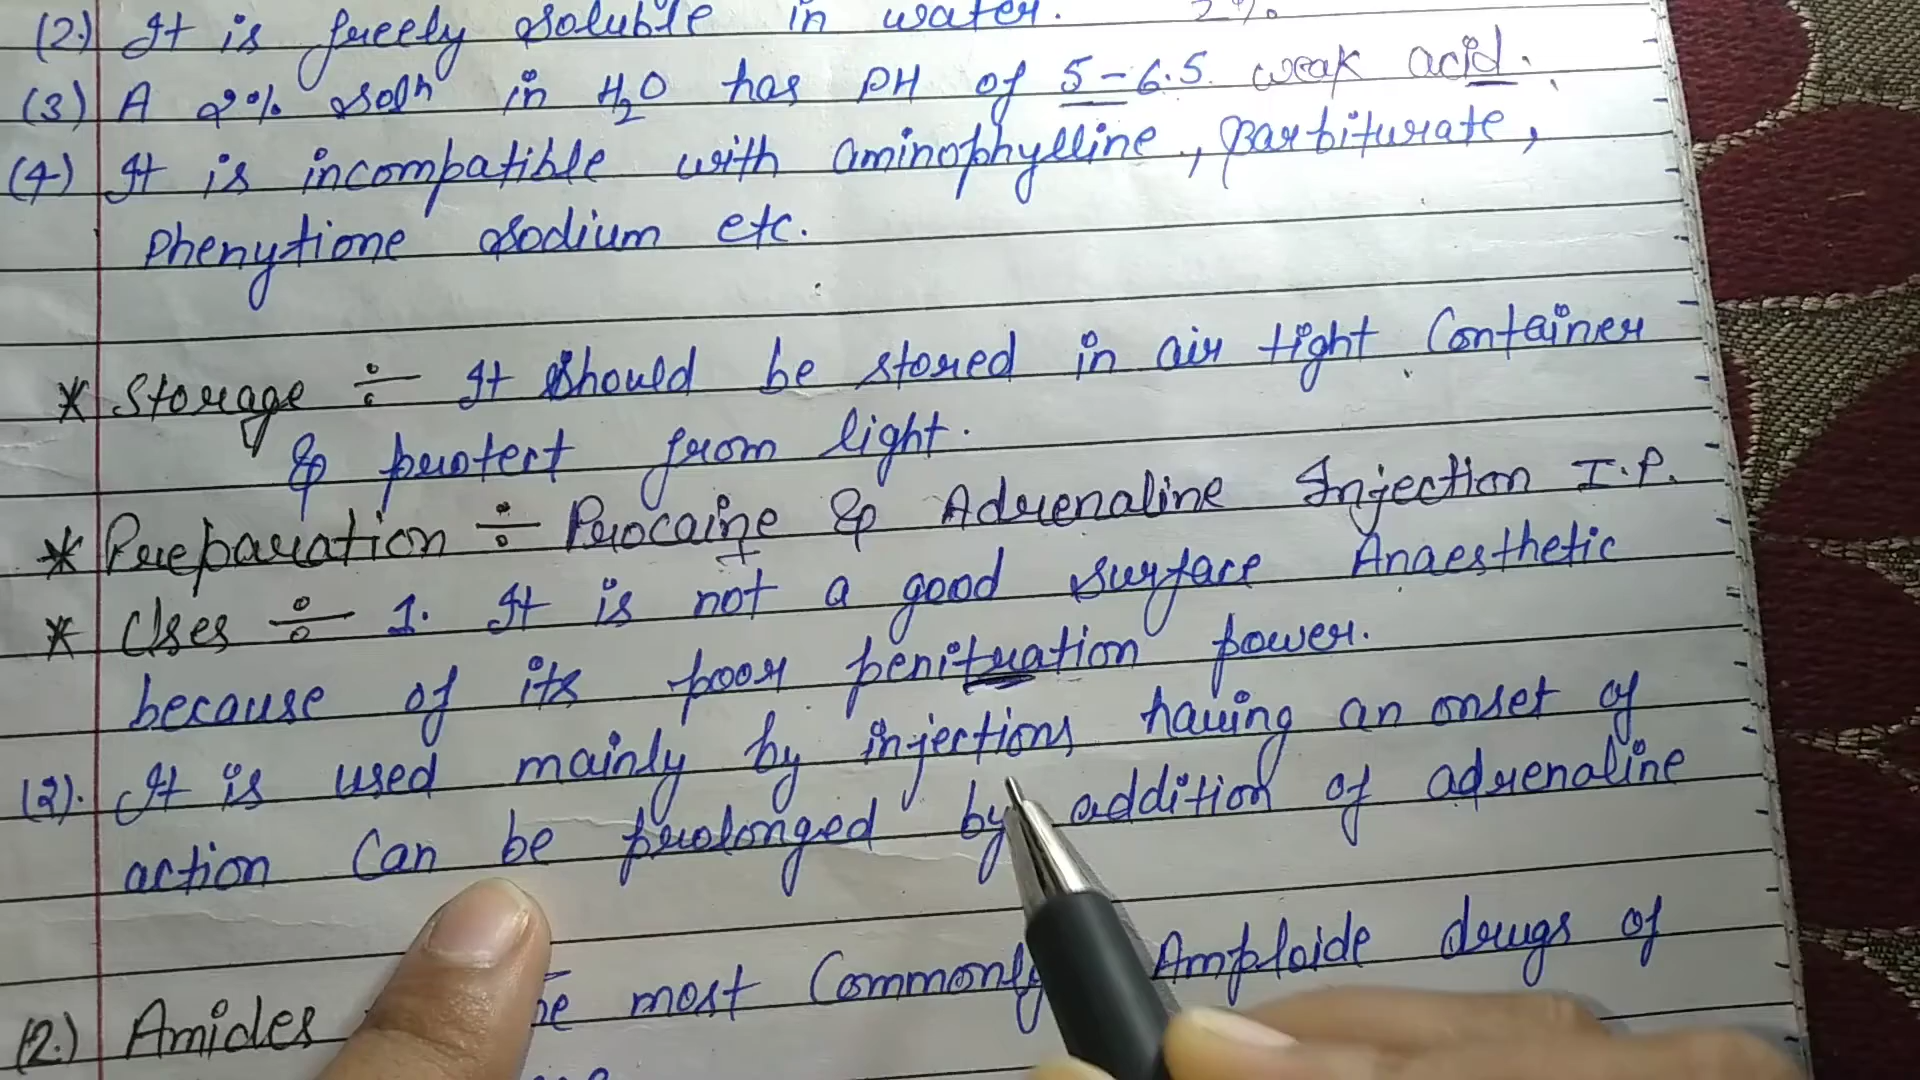 (2.) It is freely soluble in water. 2%
(3) A 2% soln in H2O has PH of 5-6.5. weak acid.
(4) It is incompatible with aminophylline, barbiturate,
Phenytione sodium etc.
* Storage ÷ It should be stored in air tight Container
& protect from light.
* Preparation ÷ Procaine & Adrenaline Injection I.P.
* Uses ÷ 1. It is not a good surface Anaesthetic
because of its poor penitration power.
(2). It is used mainly by injections having an onset of
action Can be prolonged by addition of adrenaline
(2.) Amides most Commonly Amploide drugs of